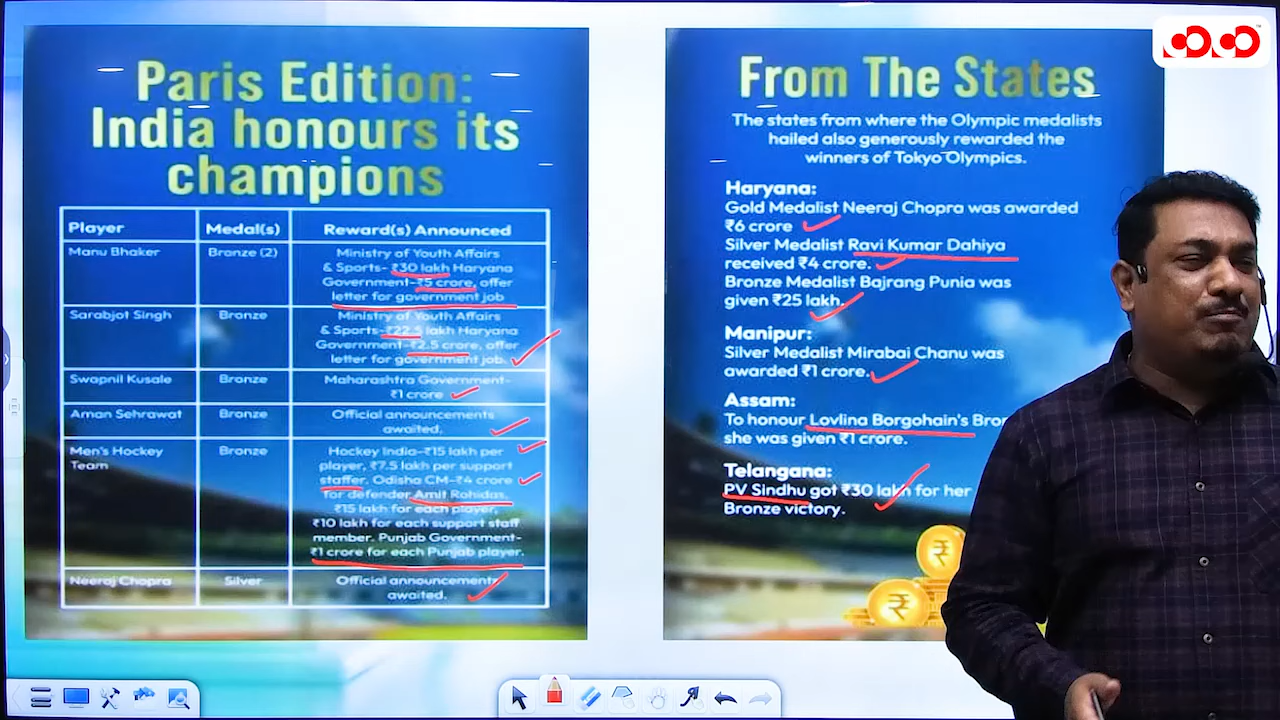 Paris Edition:
India honours its
champions
Player Medal(s) Reward(s) Announced
Manu Bhaker Bronze (2) Ministry of Youth Affairs
& Sports- ₹30 lakh Haryana
Government-₹5 crore, offer
letter for government job
Sarabjot Singh Bronze Ministry of Youth Affairs
& Sports-₹22.5 lakh Haryana
Government-₹2.5 crore, offer
letter for government job.
Swapnil Kusale Bronze Maharashtra Government-
₹1 crore
Aman Sehrawat Bronze Official announcements
awaited.
Men's Hockey Bronze Hockey India-₹15 lakh per
Team player, ₹7.5 lakh per support
staffer. Odisha CM-₹4 crore
for defender Amit Rohidas,
₹15 lakh for each player,
₹10 lakh for each support staff
member. Punjab Government-
₹1 crore for each Punjab player.
Neeraj Chopra Silver Official announcements
awaited.
From The States
The states from where the Olympic medalists
hailed also generously rewarded the
winners of Tokyo Olympics.
Haryana:
Gold Medalist Neeraj Chopra was awarded
₹6 crore
Silver Medalist Ravi Kumar Dahiya
received ₹4 crore.
Bronze Medalist Bajrang Punia was
given ₹25 lakh.
Manipur:
Silver Medalist Mirabai Chanu was
awarded ₹1 crore.
Assam:
To honour Lovlina Borgohain's Bro
she was given ₹1 crore.
Telangana:
PV Sindhu got ₹30 lakh for her
Bronze victory.